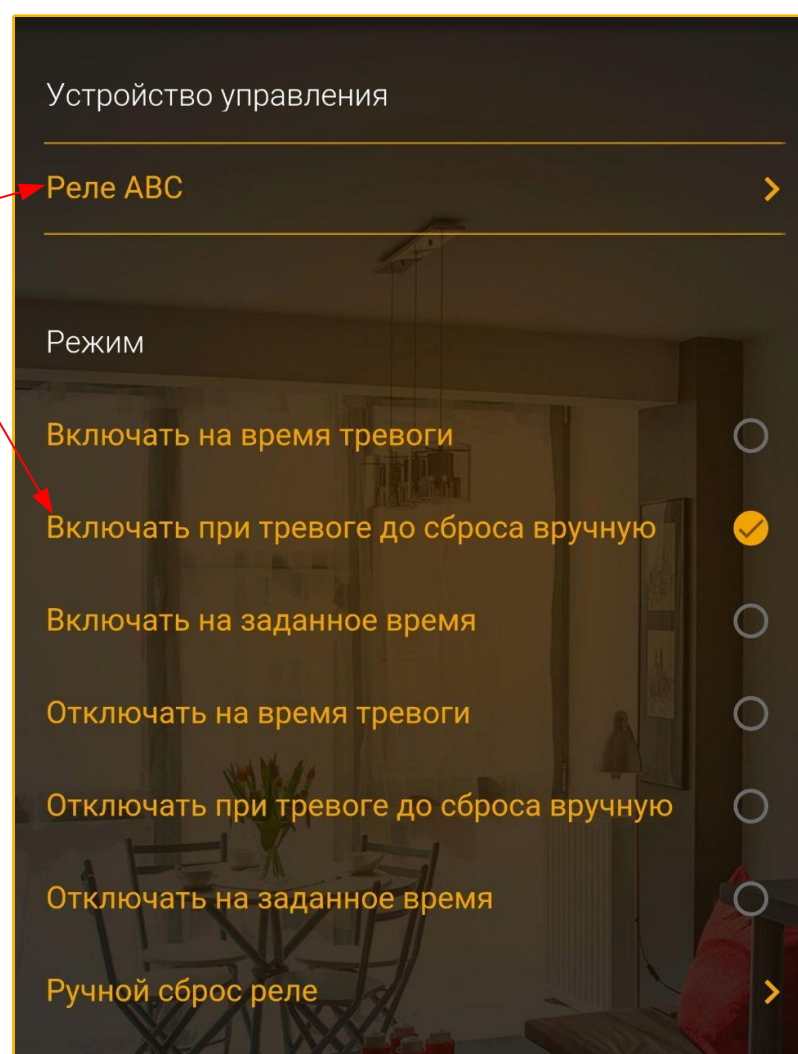 Устройство управления
Реле АВС
Режим
Включать на время тревоги
Включать при тревоге до сброса вручную
Включать на заданное время
Отключать на время тревоги
Отключать при тревоге до сброса вручную
Отключать на заданное время
Ручной сброс реле